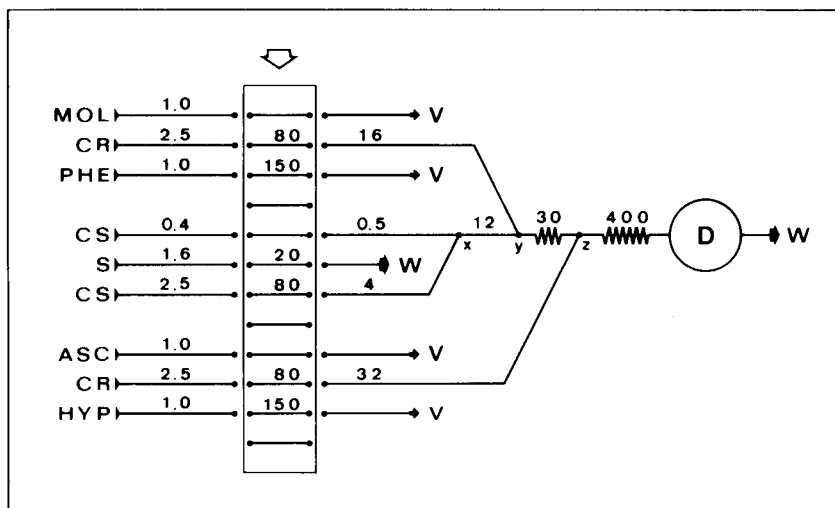 MOL 1.0 V
CR 2.5 80 16
PHE 1.0 150 V
CS 0.4 0.5 x 12 y 30 z 400 D W
S 1.6 20 W
CS 2.5 80 4
ASC 1.0 V
CR 2.5 80 32
HYP 1.0 150 V